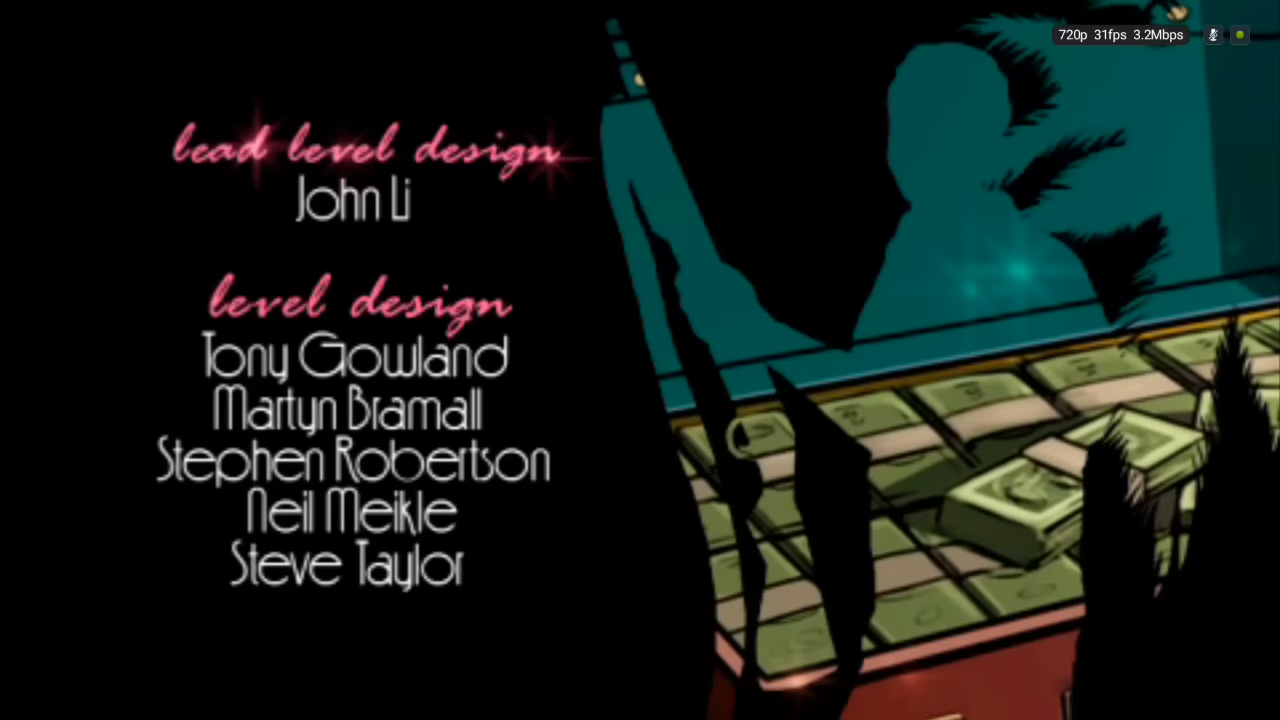 720p 31fps 3.2Mbps
lead level design
John Li
level design
Tony Gowland
Martyn Bramall
Stephen Robertson
Neil Meikle
Steve Taylor